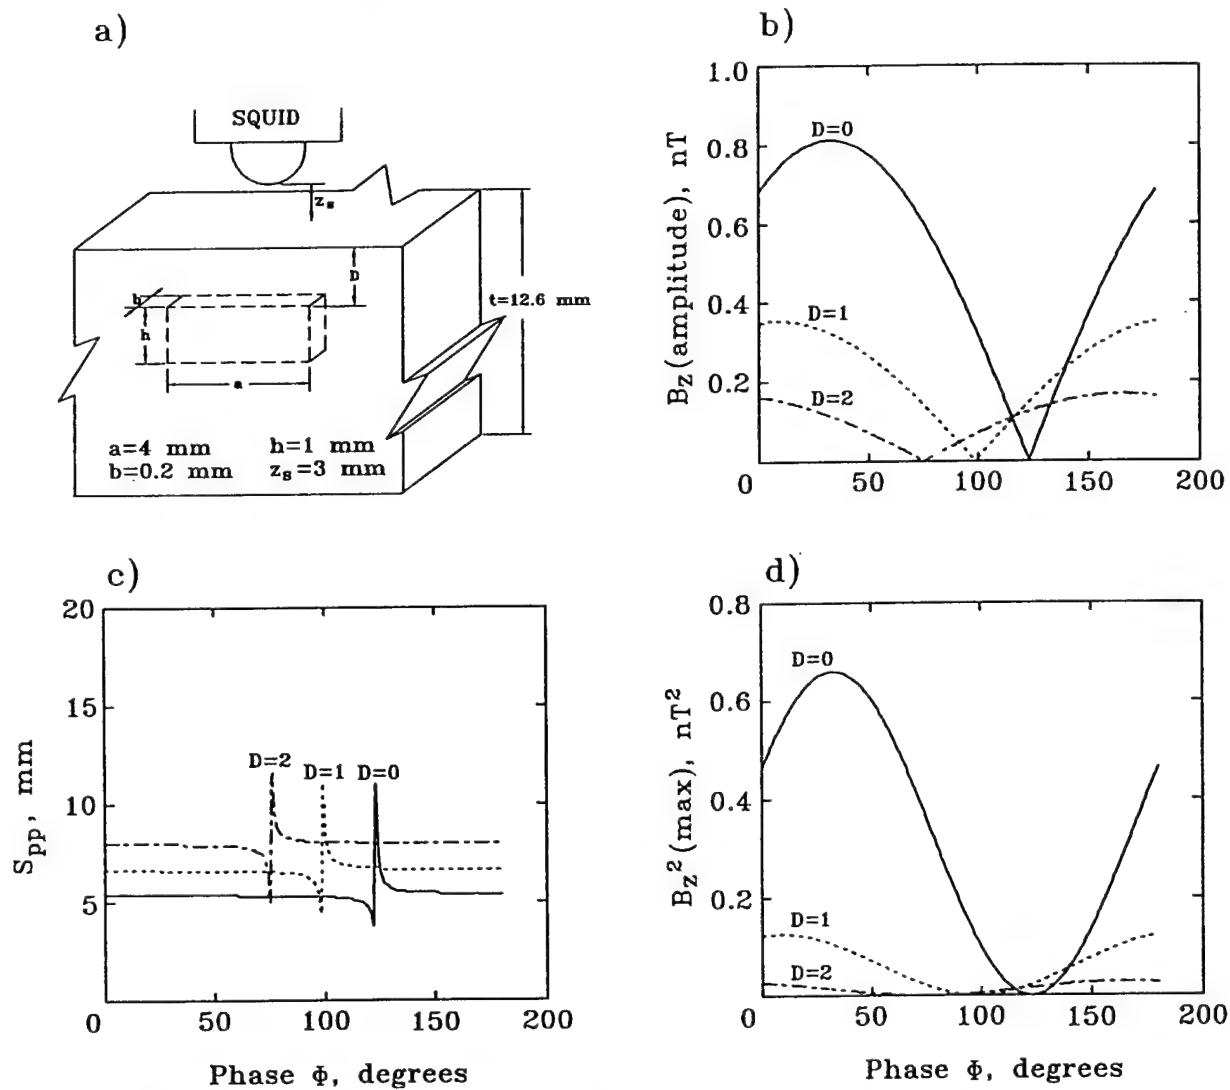 a)
SQUID
z_s
D
b
h
a
t=12.6 mm
a=4 mm h=1 mm
b=0.2 mm z_s=3 mm
b)
B_Z(amplitude), nT
1.0
0.8
0.6
0.4
0.2
0 50 100 150 200
D=0
D=1
D=2
c)
S_pp, mm
20
15
10
5
0 50 100 150 200
D=2 D=1 D=0
Phase Φ, degrees
d)
B_Z^2(max), nT^2
0.8
0.6
0.4
0.2
0 50 100 150 200
D=0
D=1
D=2
Phase Φ, degrees